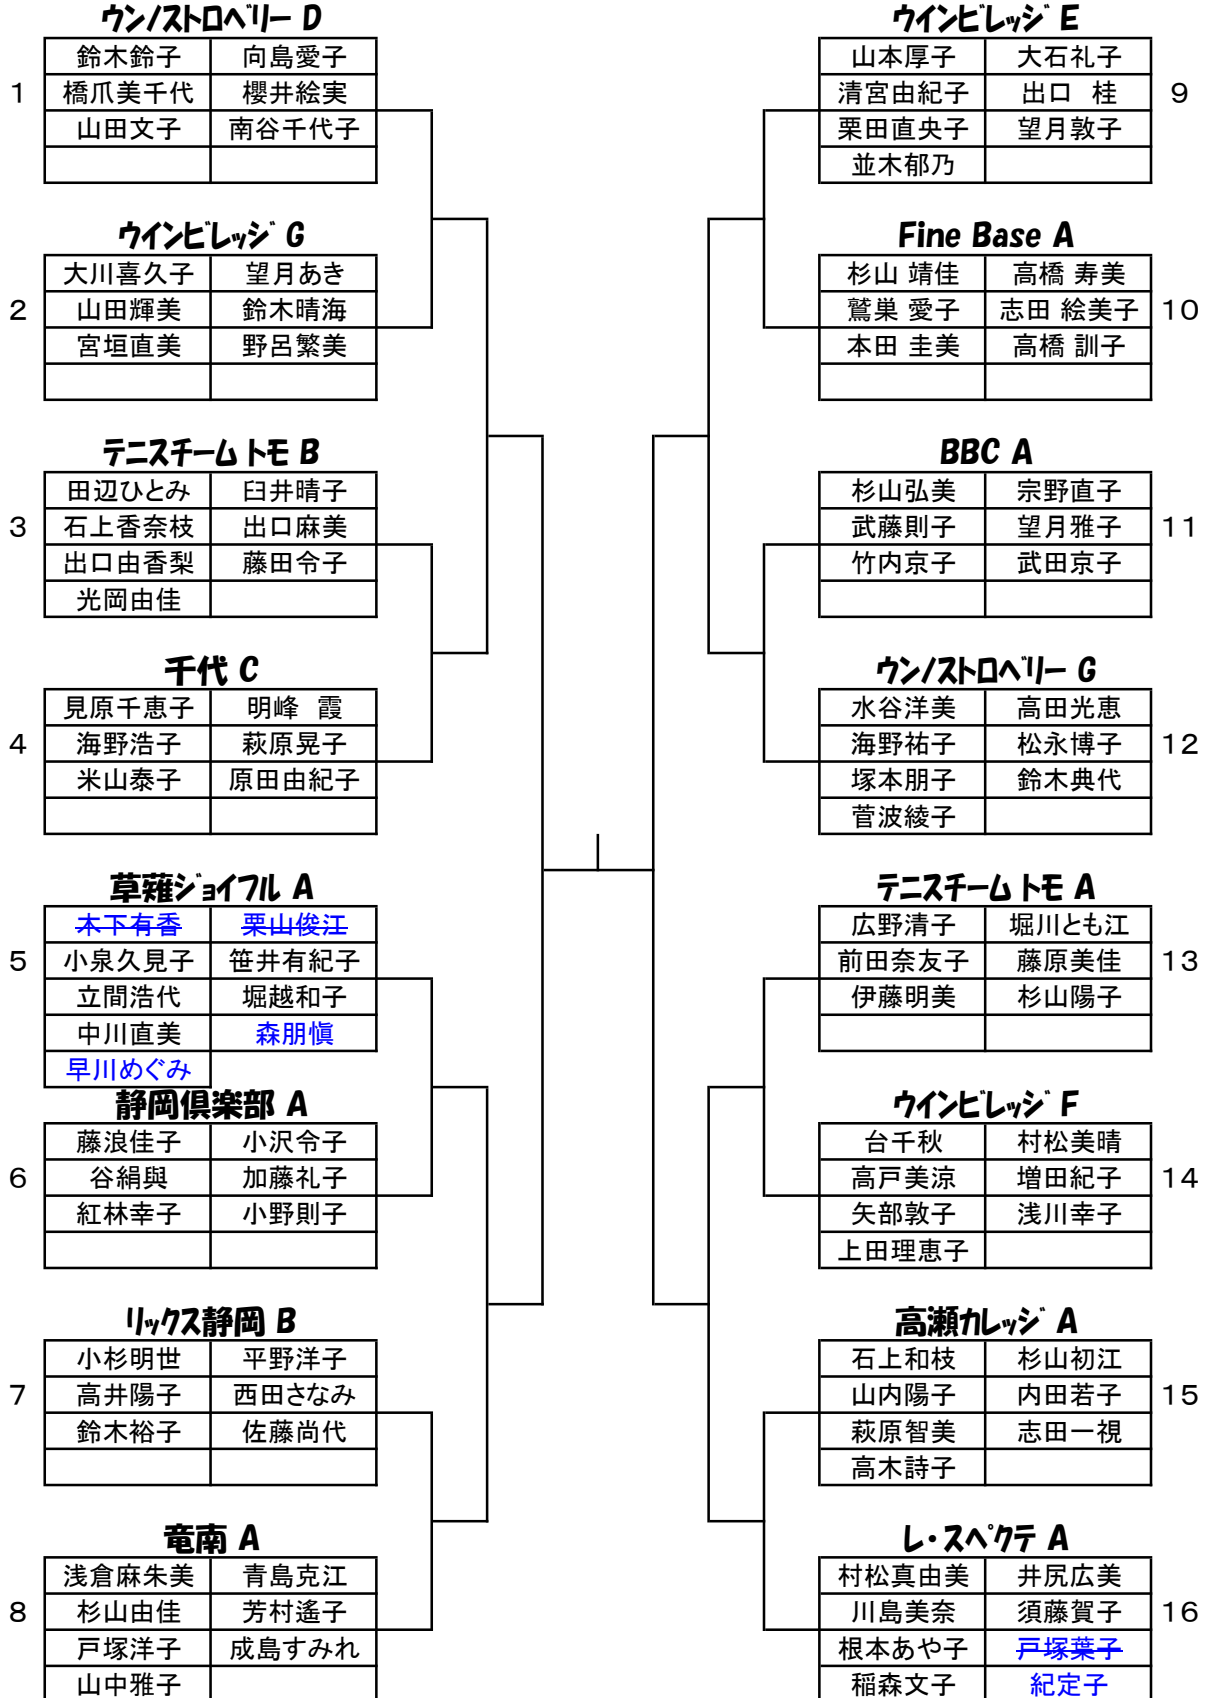 ウンノストロベリー D
鈴木鈴子 向島愛子
1 橋爪美千代 櫻井絵実
山田文子 南谷千代子
ウインビレッジ G
大川喜久子 望月あき
2 山田輝美 鈴木晴海
宮垣直美 野呂繁美
テニスチーム トモ B
田辺ひとみ 臼井晴子
3 石上香奈枝 出口麻美
出口由香梨 藤田令子
光岡由佳
千代 C
見原千恵子 明峰 霞
4 海野浩子 萩原晃子
米山泰子 原田由紀子
草薙ジョイフル A
木下有香 栗山俊江
5 小泉久見子 笹井有紀子
立間浩代 堀越和子
中川直美 森朋愼
早川めぐみ
静岡倶楽部 A
藤浪佳子 小沢令子
6 谷絹與 加藤礼子
紅林幸子 小野則子
リックス静岡 B
小杉明世 平野洋子
7 高井陽子 西田さなみ
鈴木裕子 佐藤尚代
竜南 A
浅倉麻朱美 青島克江
8 杉山由佳 芳村遙子
戸塚洋子 成島すみれ
山中雅子
ウインビレッジ E
山本厚子 大石礼子
清宮由紀子 出口 桂 9
栗田直央子 望月敦子
並木郁乃
Fine Base A
杉山 靖佳 高橋 寿美
鷲巣 愛子 志田 絵美子 10
本田 圭美 高橋 訓子
BBC A
杉山弘美 宗野直子
武藤則子 望月雅子 11
竹内京子 武田京子
ウンノストロベリー G
水谷洋美 高田光恵
海野祐子 松永博子 12
塚本朋子 鈴木典代
菅波綾子
テニスチーム トモ A
広野清子 堀川とも江
前田奈友子 藤原美佳 13
伊藤明美 杉山陽子
ウインビレッジ F
台千秋 村松美晴
高戸美涼 増田紀子 14
矢部敦子 浅川幸子
上田理恵子
高瀬カレッジ A
石上和枝 杉山初江
山内陽子 内田若子 15
萩原智美 志田一視
高木詩子
レ・スペクテ A
村松真由美 井尻広美
川島美奈 須藤賀子 16
根本あや子 戸塚葉子
稲森文子 紀定子